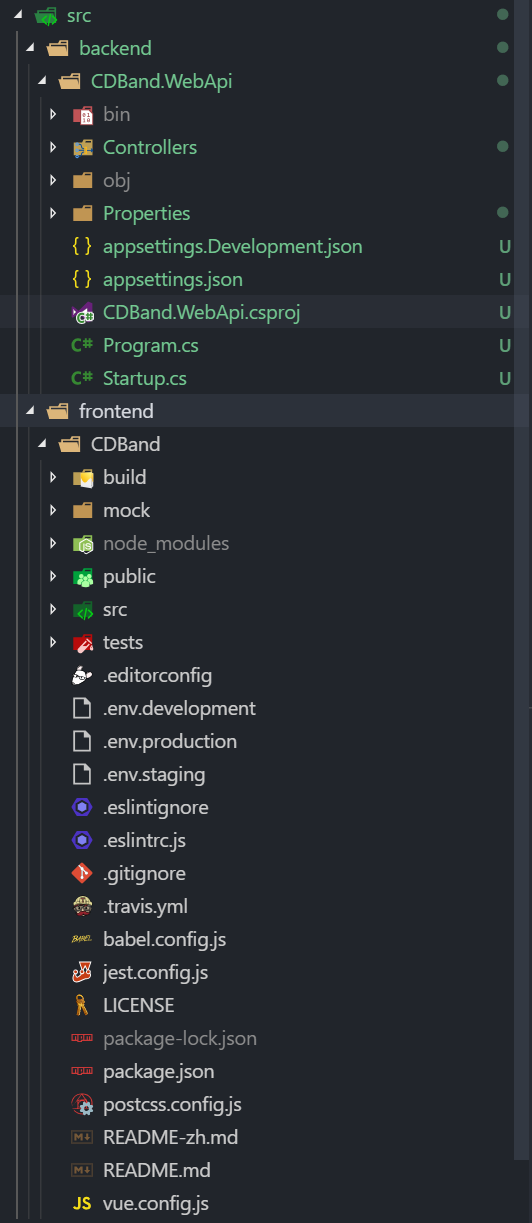 src
backend
CDBand.WebApi
bin
Controllers
obj
Properties
{ } appsettings.Development.json U
{ } appsettings.json U
CDBand.WebApi.csproj U
C# Program.cs U
C# Startup.cs U
frontend
CDBand
build
mock
node_modules
public
src
tests
.editorconfig
.env.development
.env.production
.env.staging
.eslintignore
.eslintrc.js
.gitignore
.travis.yml
BABEL babel.config.js
jest.config.js
LICENSE
package-lock.json
package.json
postcss.config.js
M README-zh.md
M README.md
JS vue.config.js